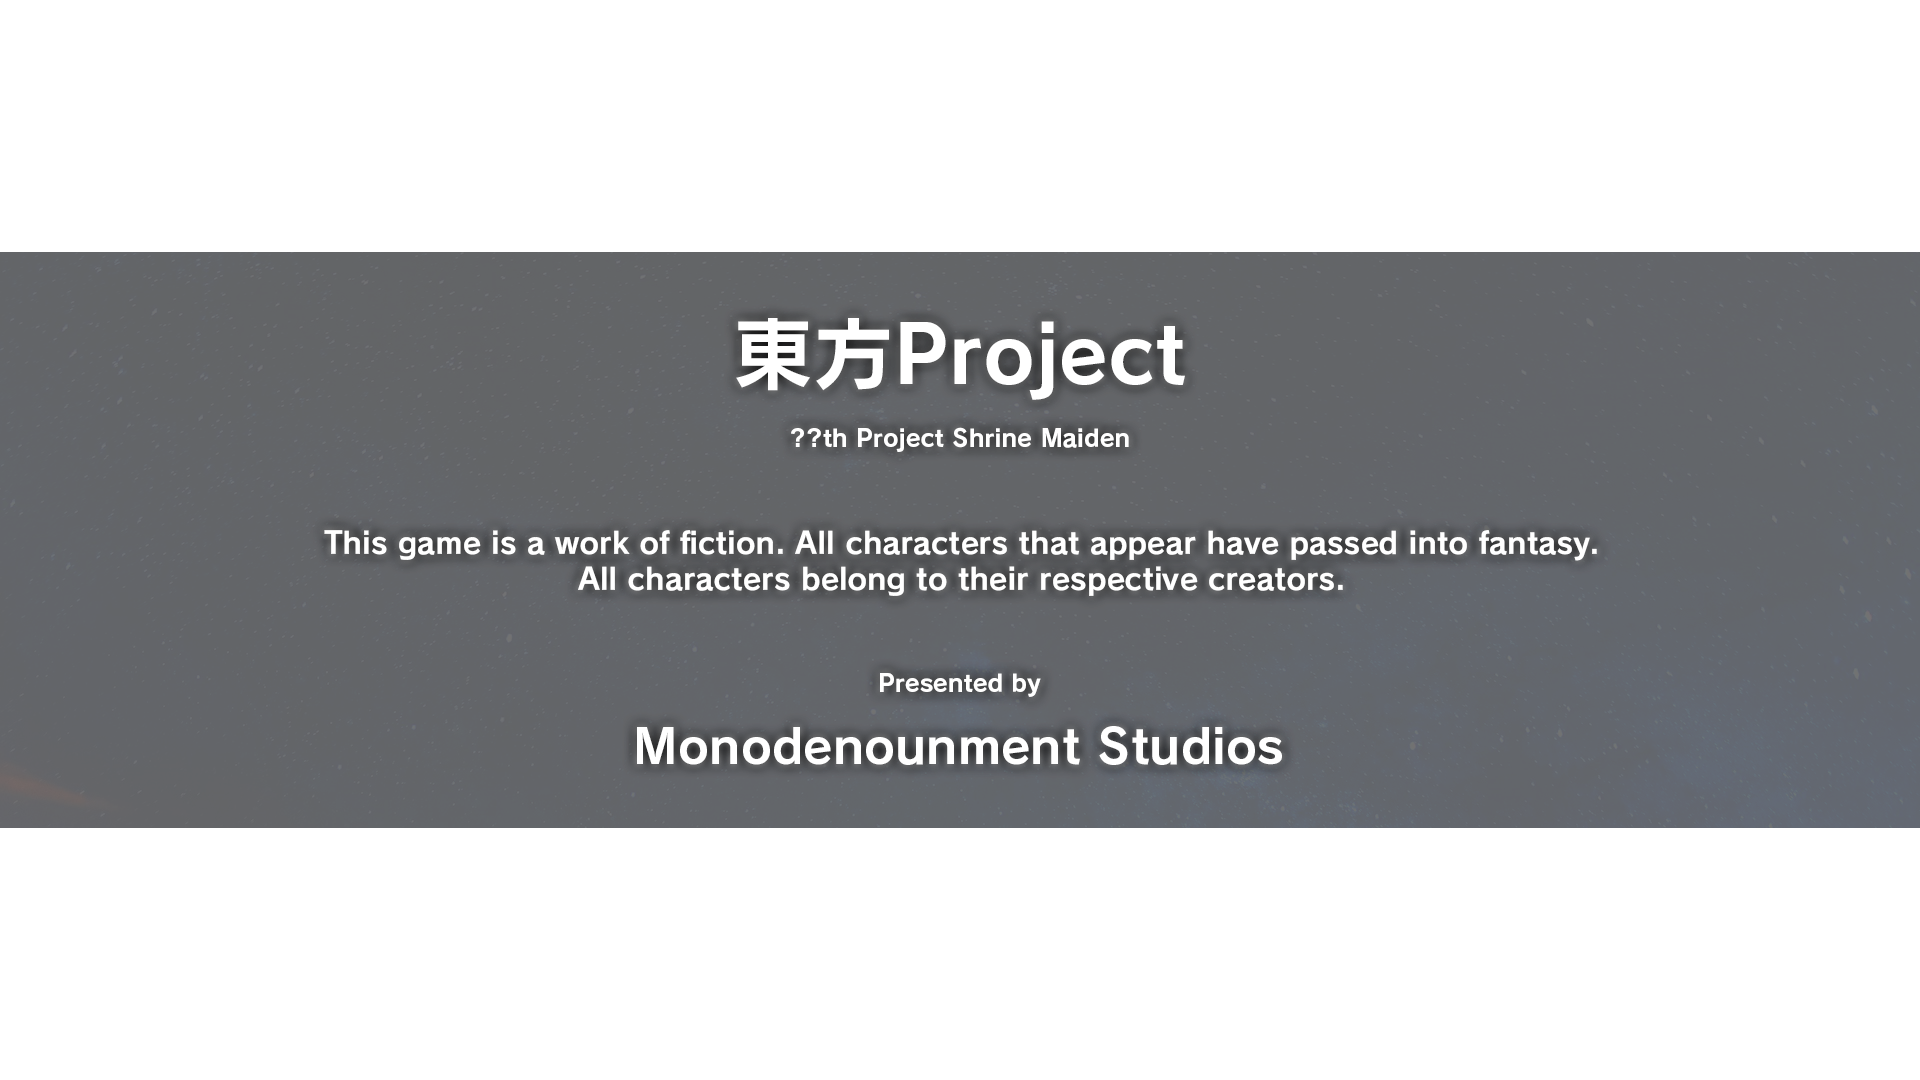 東方Project
??th Project Shrine Maiden
This game is a work of fiction. All characters that appear have passed into fantasy.
All characters belong to their respective creators.
Presented by
Monodenounment Studios